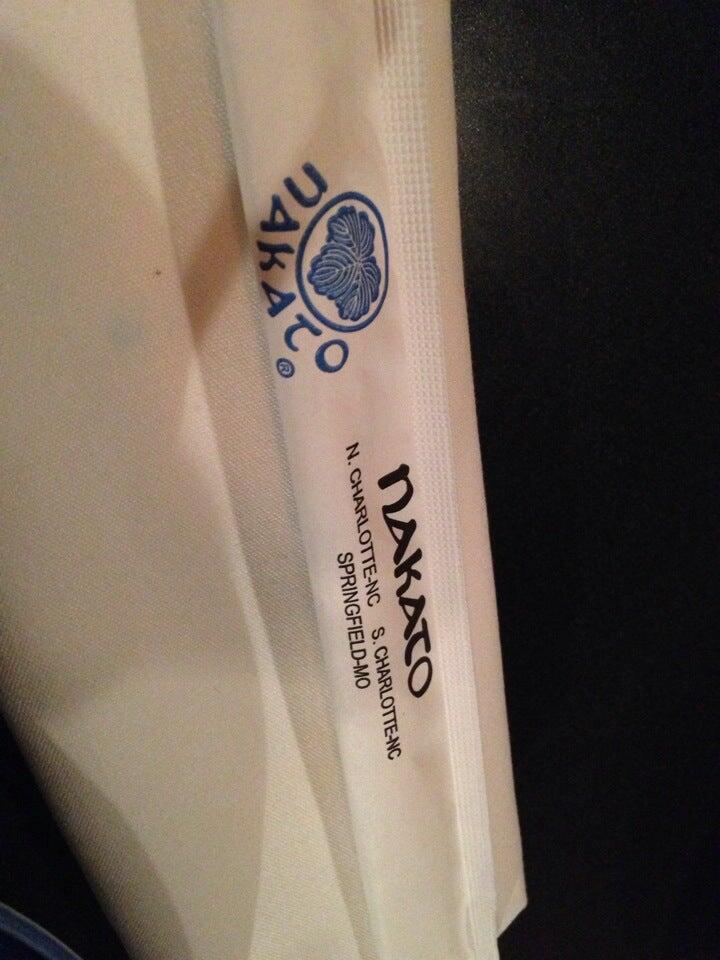 nakato
®
nakato
N. CHARLOTTE-NC S. CHARLOTTE-NC
SPRINGFIELD-MO